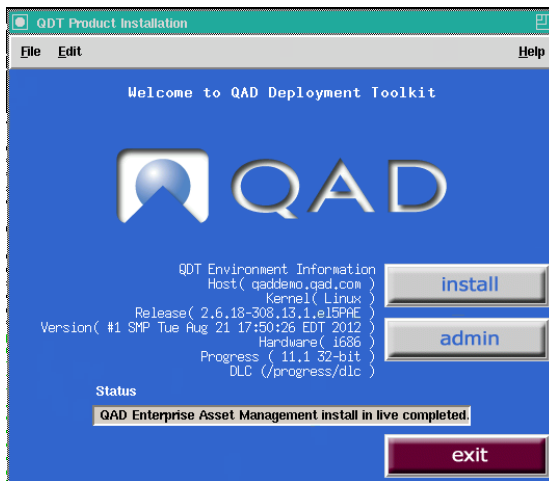 QDT Product Installation
File Edit Help
Welcome to QAD Deployment Toolkit
QAD
QDT Environment Information
Host( qaddemo.qad.com )
Kernel( Linux )
Release( 2.6.18-308.13.1.el5PAE )
Version( #1 SMP Tue Aug 21 17:50:26 EDT 2012 )
Hardware( i686 )
Progress ( 11.1 32-bit )
DLC (/progress/dlc )
install
admin
Status
QAD Enterprise Asset Management install in live completed.
exit